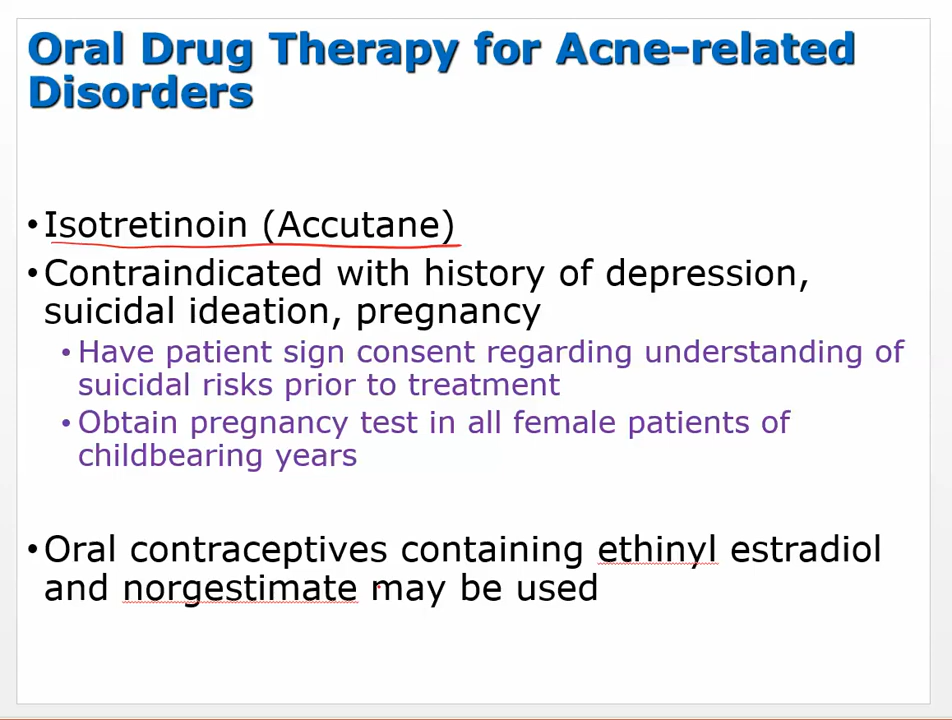 Oral Drug Therapy for Acne-related
Disorders
• Isotretinoin (Accutane)
• Contraindicated with history of depression,
suicidal ideation, pregnancy
• Have patient sign consent regarding understanding of
suicidal risks prior to treatment
• Obtain pregnancy test in all female patients of
childbearing years
• Oral contraceptives containing ethinyl estradiol
and norgestimate may be used